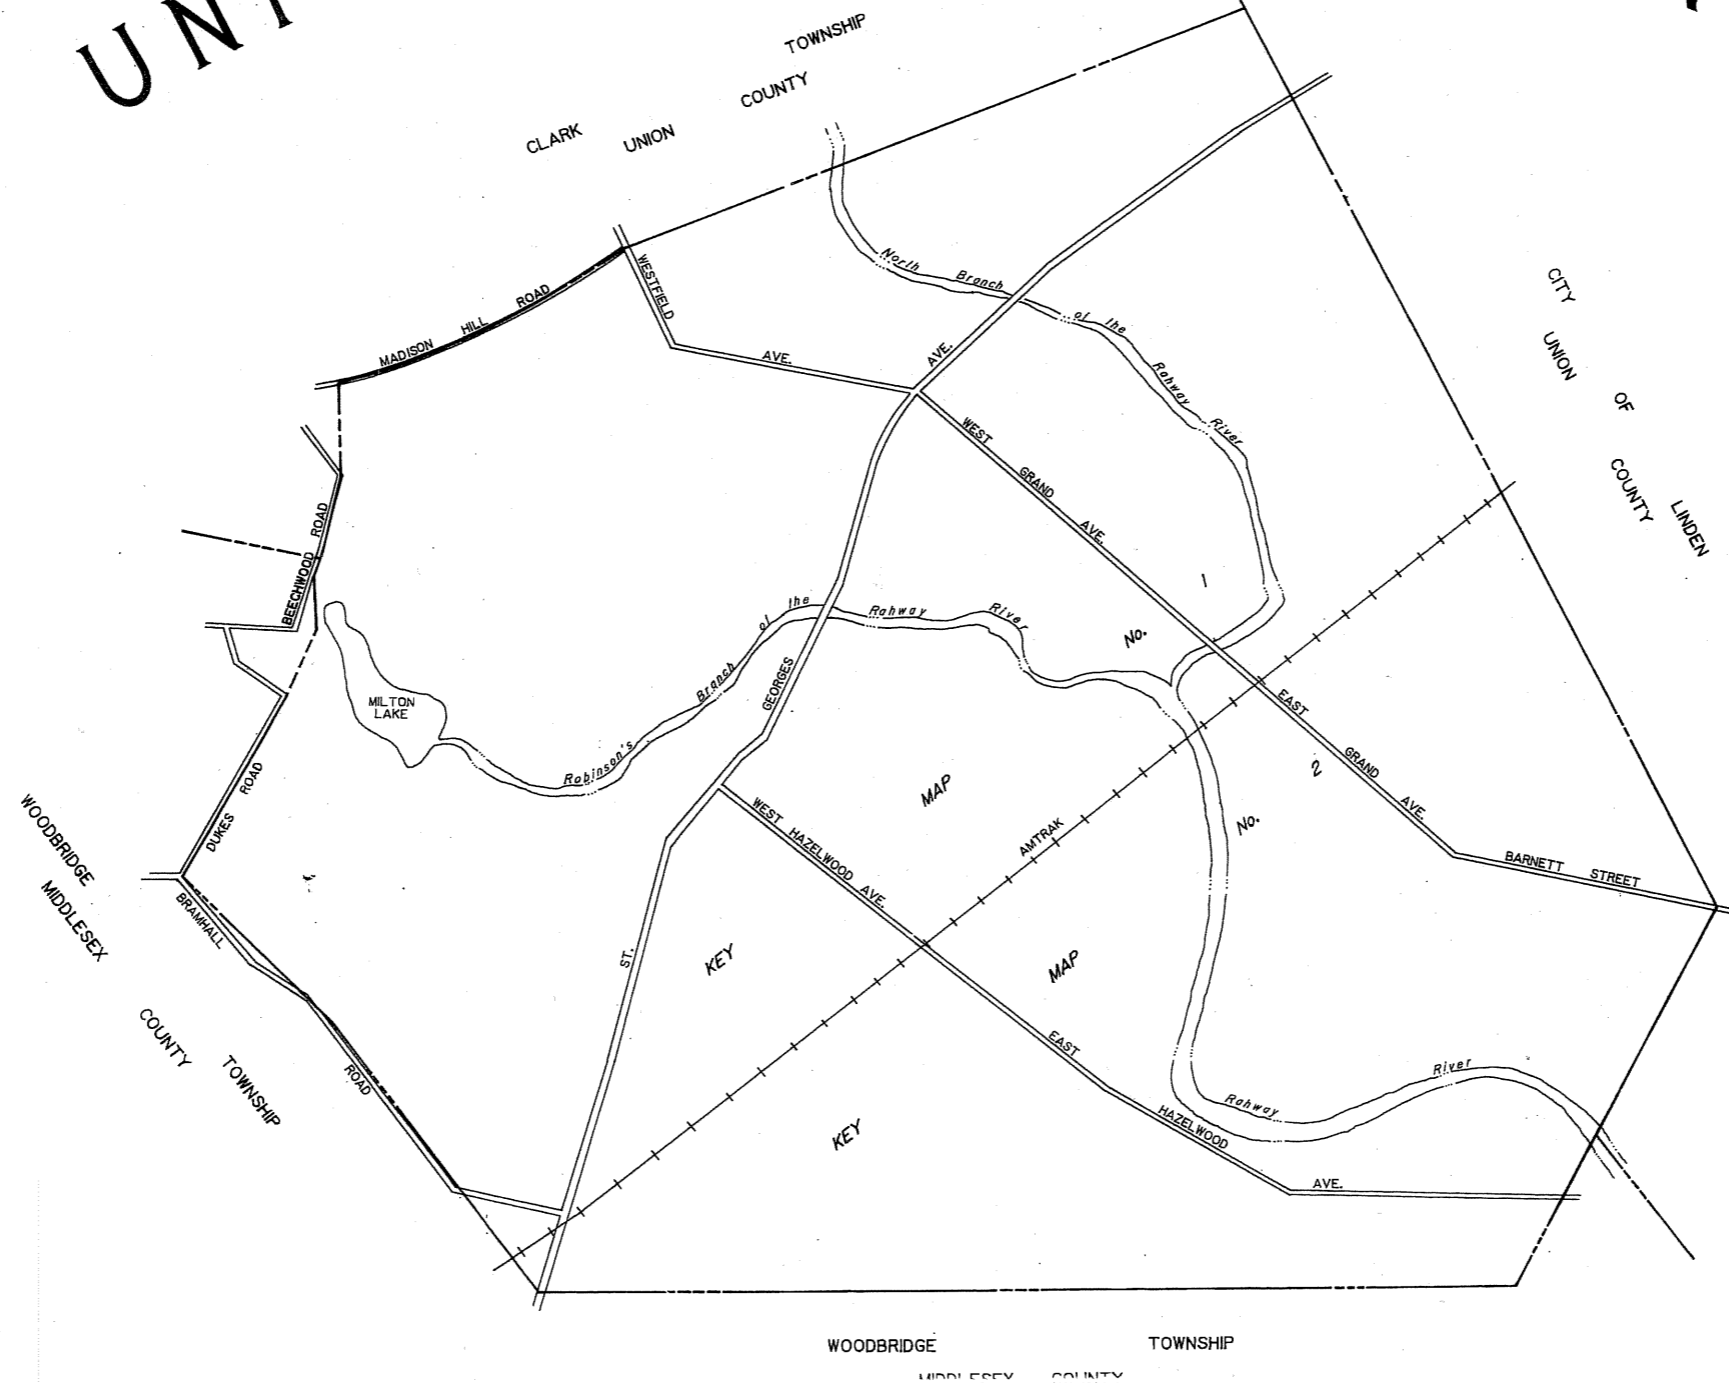 UN
TOWNSHIP
COUNTY
CLARK UNION
MADISON HILL ROAD
WESTFIELD AVE.
North Branch of the Rahway River
AVE.
CITY OF LINDEN
UNION COUNTY
WEST GRAND AVE.
BEECHWOOD ROAD
MILTON LAKE
Robinson's Branch of the Rahway River
GEORGES
ST.
KEY MAP No. 1
KEY MAP No. 2
AMTRAK
EAST GRAND AVE.
BARNETT STREET
WEST HAZELWOOD AVE.
DUKES ROAD
WOODBRIDGE TOWNSHIP
MIDDLESEX COUNTY
BRAMHALL ROAD
EAST HAZELWOOD AVE.
Rahway River
WOODBRIDGE TOWNSHIP
MIDDLESEX COUNTY